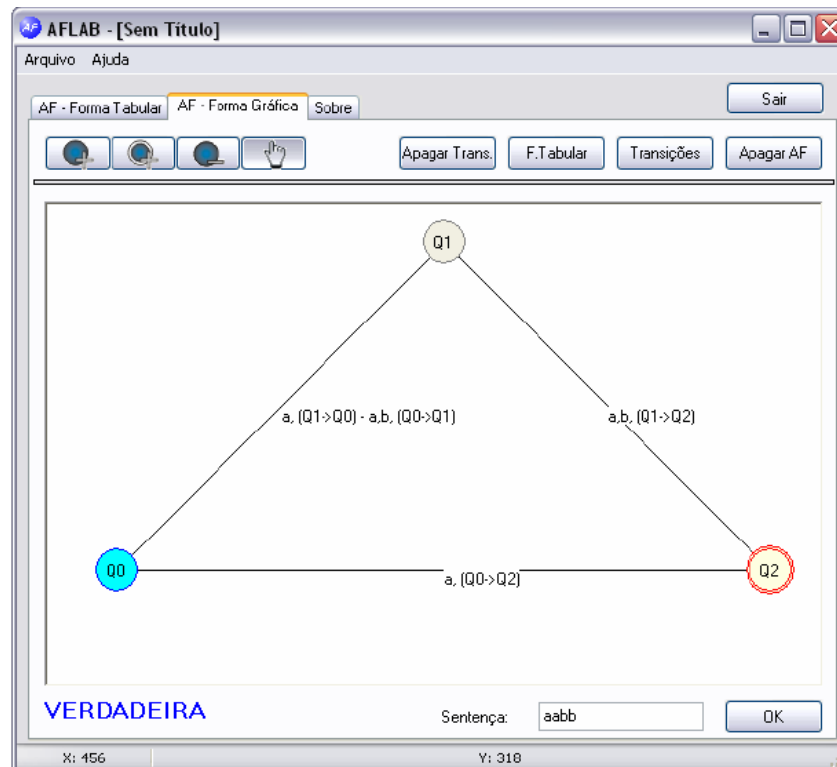 AF AFLAB - [Sem Título]
Arquivo Ajuda
Sair
AF - Forma Tabular AF - Forma Gráfica Sobre
Apagar Trans. F.Tabular Transições Apagar AF
Q1
a, (Q1->Q0) - a,b, (Q0->Q1) a,b, (Q1->Q2)
Q0 Q2
a, (Q0->Q2)
VERDADEIRA Sentença: aabb OK
X: 456 Y: 318